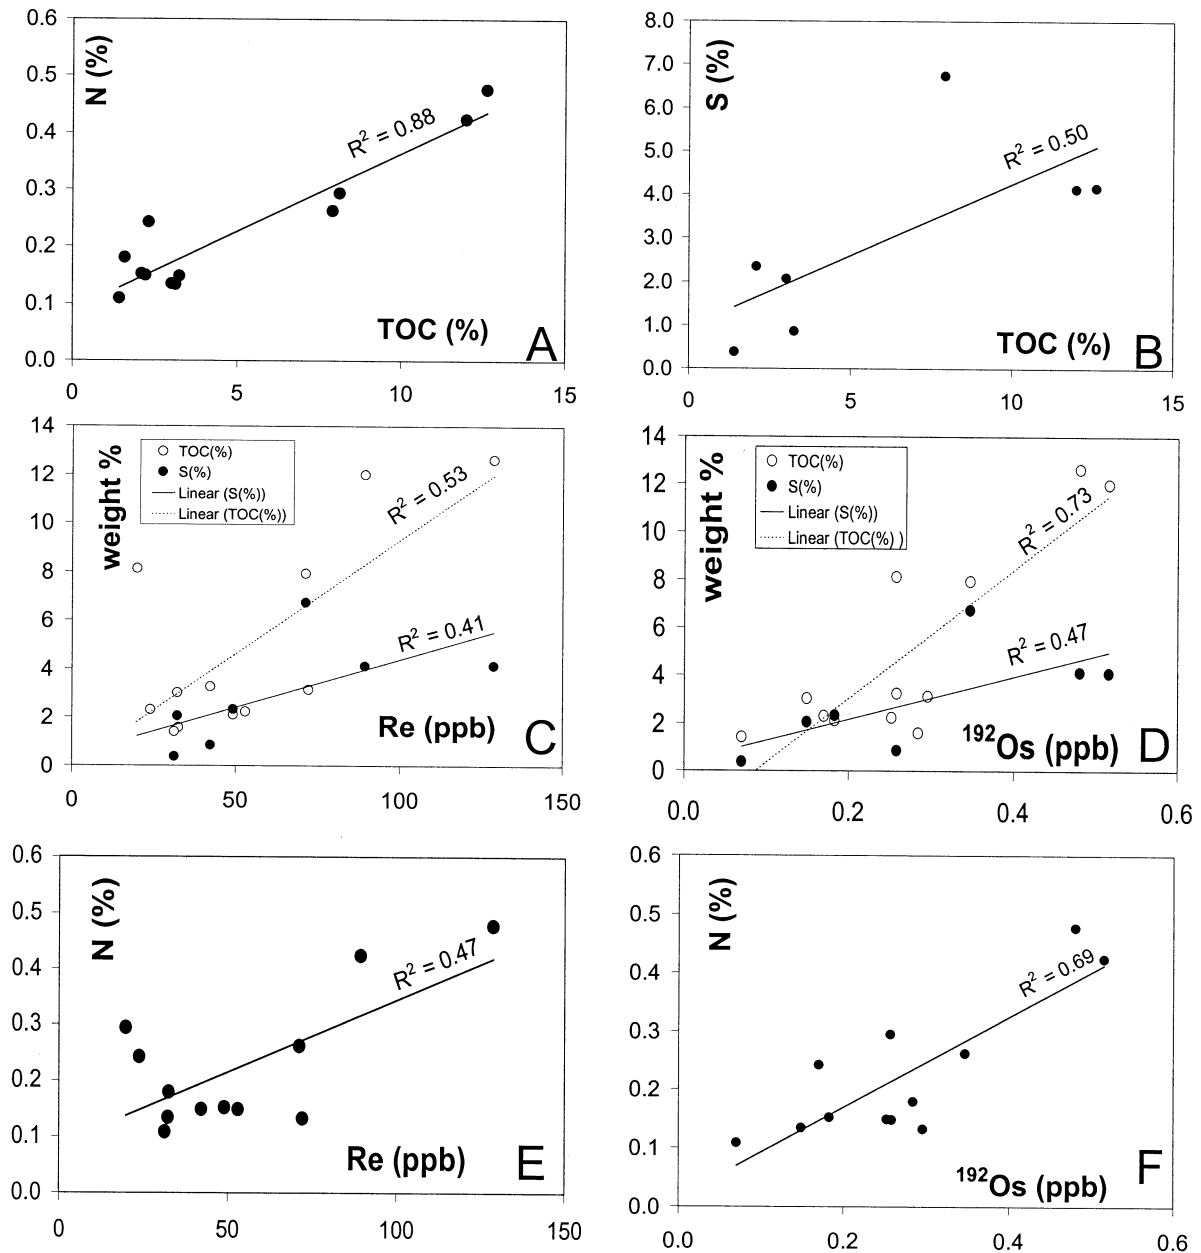 N (%)
0.6
0.5
0.4
0.3
0.2
0.1
0.0
R² = 0.88
TOC (%)
A
0 5 10 15
S (%)
8.0
7.0
6.0
5.0
4.0
3.0
2.0
1.0
0.0
R² = 0.50
TOC (%)
B
0 5 10 15
weight %
14
12
10
8
6
4
2
0
TOC(%)
S(%)
Linear (S(%))
Linear (TOC(%))
R² = 0.53
R² = 0.41
Re (ppb)
C
0 50 100 150
weight %
14
12
10
8
6
4
2
0
TOC(%)
S(%)
Linear (S(%))
Linear (TOC(%) )
R² = 0.73
R² = 0.47
¹⁹²Os (ppb)
D
0.0 0.2 0.4 0.6
N (%)
0.6
0.5
0.4
0.3
0.2
0.1
0.0
R² = 0.47
Re (ppb)
E
0 50 100 150
N (%)
0.6
0.5
0.4
0.3
0.2
0.1
0.0
R² = 0.69
¹⁹²Os (ppb)
F
0.0 0.2 0.4 0.6